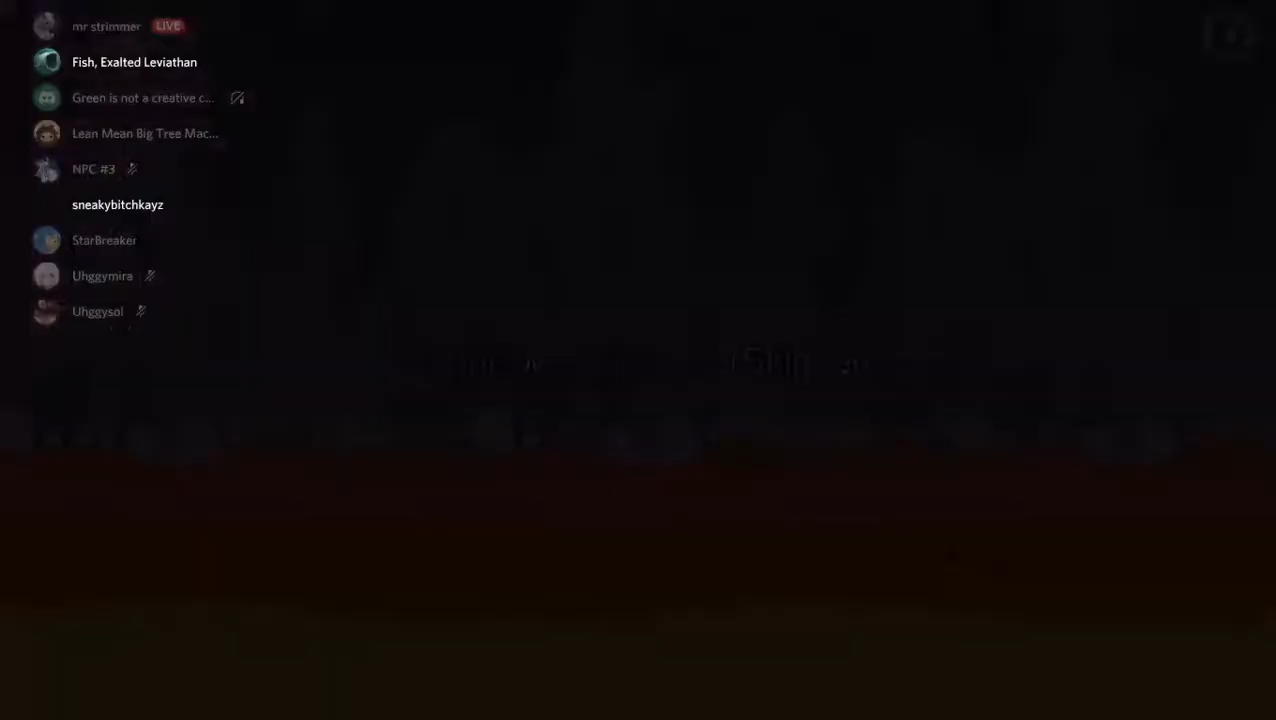 mr strimmer LIVE
Fish, Exalted Leviathan
Green is not a creative c...
Lean Mean Big Tree Mac...
NPC #3
sneakybitchkayz
StarBreaker
Uhggymira
Uhggysol